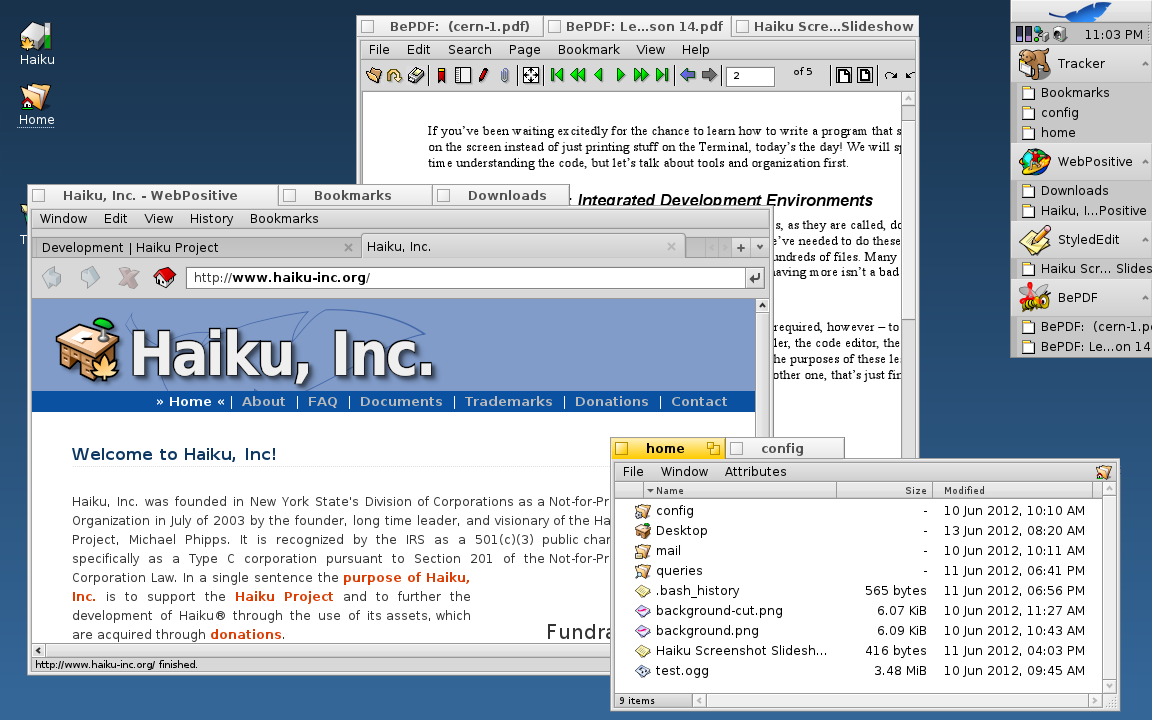 Haiku
Home
T
BePDF: (cern-1.pdf)
BePDF: Le...son 14.pdf
Haiku Scre...Slideshow
File Edit Search Page Bookmark View Help
2 of 5
If you've been waiting excitedly for the chance to learn how to write a program that s
on the screen instead of just printing stuff on the Terminal, today's the day! We will sp
time understanding the code, but let's talk about tools and organization first.
Integrated Development Environments
s, as they are called, do
e've needed to do these
undreds of files. Many
aving more isn't a bad
required, however – to
ler, the code editor, the
he purposes of these le
other one, that's just fin
Haiku, Inc. - WebPositive
Bookmarks
Downloads
Window Edit View History Bookmarks
Development | Haiku Project
Haiku, Inc.
http://www.haiku-inc.org/
Haiku, Inc.
» Home « | About | FAQ | Documents | Trademarks | Donations | Contact
Welcome to Haiku, Inc!
Haiku, Inc. was founded in New York State's Division of Corporations as a Not-for-Pr
Organization in July of 2003 by the founder, long time leader, and visionary of the Ha
Project, Michael Phipps. It is recognized by the IRS as a 501(c)(3) public char
specifically as a Type C corporation pursuant to Section 201 of the Not-for-Pr
Corporation Law. In a single sentence the purpose of Haiku,
Inc. is to support the Haiku Project and to further the
development of Haiku® through the use of its assets, which
are acquired through donations.
Fundra
http://www.haiku-inc.org/ finished.
home
config
File Window Attributes
Name Size Modified
config - 10 Jun 2012, 10:10 AM
Desktop - 13 Jun 2012, 08:20 AM
mail - 10 Jun 2012, 10:11 AM
queries - 11 Jun 2012, 06:41 PM
.bash_history 565 bytes 11 Jun 2012, 06:56 PM
background-cut.png 6.07 KiB 10 Jun 2012, 11:27 AM
background.png 6.09 KiB 10 Jun 2012, 10:43 AM
Haiku Screenshot Slidesh... 416 bytes 11 Jun 2012, 04:03 PM
test.ogg 3.48 MiB 10 Jun 2012, 09:45 AM
9 items
11:03 PM
Tracker
Bookmarks
config
home
WebPositive
Downloads
Haiku, I...Positive
StyledEdit
Haiku Scr... Slides
BePDF
BePDF: (cern-1.p
BePDF: Le...on 14